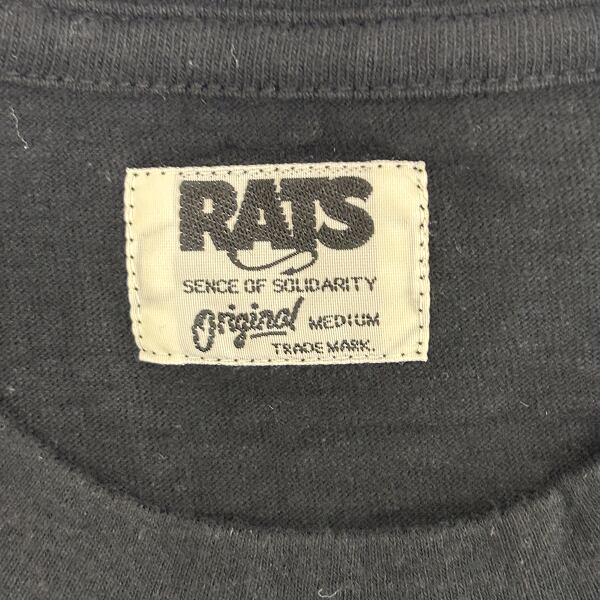 RATS
SENCE OF SOLIDARITY
Original MEDIUM
TRADE MARK.